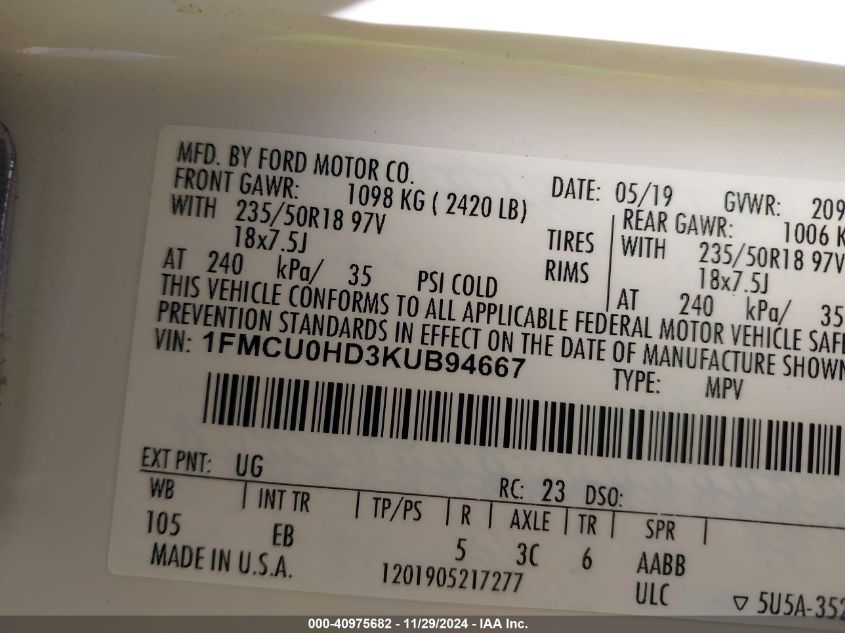 MFD. BY FORD MOTOR CO.
DATE: 05/19 GVWR: 209
FRONT GAWR: 1098 KG ( 2420 LB) REAR GAWR: 1006 K
WITH 235/50R18 97V TIRES WITH 235/50R18 97V
18x7.5J RIMS 18x7.5J
AT 240 kPa/ 35 PSI COLD AT 240 kPa/ 35
THIS VEHICLE CONFORMS TO ALL APPLICABLE FEDERAL MOTOR VEHICLE SAF
PREVENTION STANDARDS IN EFFECT ON THE DATE OF MANUFACTURE SHOWN
VIN: 1FMCU0HD3KUB94667
TYPE: MPV
EXT PNT: UG RC: 23 DSO:
WB INT TR TP/PS R AXLE TR SPR
105 EB 5 3C 6 AABB
MADE IN U.S.A. 1201905217277 ULC 5U5A-352
000-40975682 - 11/29/2024 - IAA Inc.